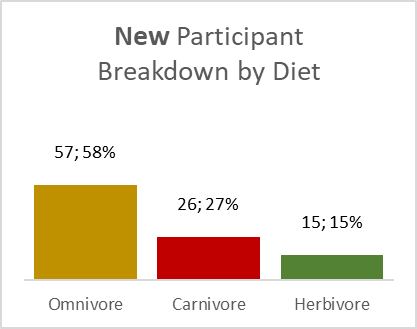 New Participant
Breakdown by Diet
57; 58%
26; 27%
15; 15%
Omnivore
Carnivore
Herbivore